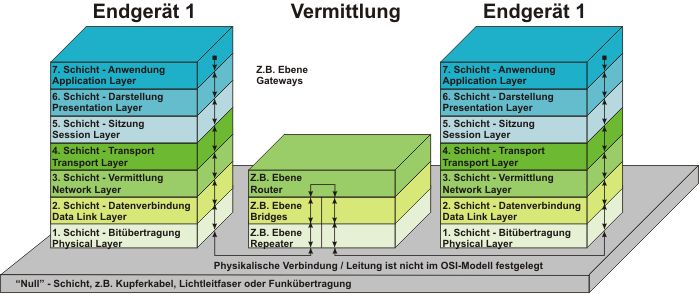 Endgerät 1
Vermittlung
Endgerät 1
7. Schicht - Anwendung
Application Layer
6. Schicht - Darstellung
Presentation Layer
5. Schicht - Sitzung
Session Layer
4. Schicht - Transport
Transport Layer
3. Schicht - Vermittlung
Network Layer
2. Schicht - Datenverbindung
Data Link Layer
1. Schicht - Bitübertragung
Physical Layer
Z.B. Ebene
Gateways
Z.B. Ebene
Router
Z.B. Ebene
Bridges
Z.B. Ebene
Repeater
7. Schicht - Anwendung
Application Layer
6. Schicht - Darstellung
Presentation Layer
5. Schicht - Sitzung
Session Layer
4. Schicht - Transport
Transport Layer
3. Schicht - Vermittlung
Network Layer
2. Schicht - Datenverbindung
Data Link Layer
1. Schicht - Bitübertragung
Physical Layer
Physikalische Verbindung / Leitung ist nicht im OSI-Modell festgelegt
“Null” - Schicht, z.B. Kupferkabel, Lichtleitfaser oder Funkübertragung